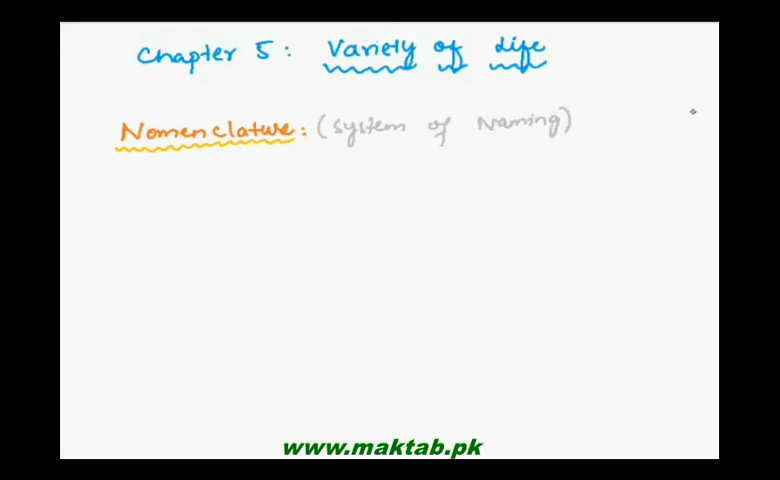 Chapter 5: Variety of life
Nomenclature: (System of Naming)
www.maktab.pk